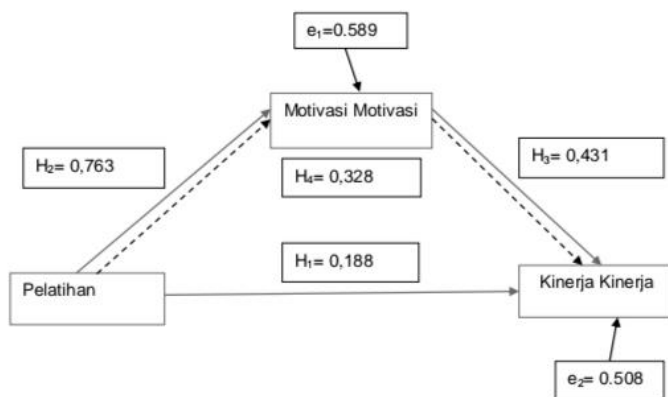 e₁=0.589
Motivasi Motivasi
H₂= 0,763
H₃= 0,431
H₄= 0,328
H₁= 0,188
Pelatihan
Kinerja Kinerja
e₂= 0.508